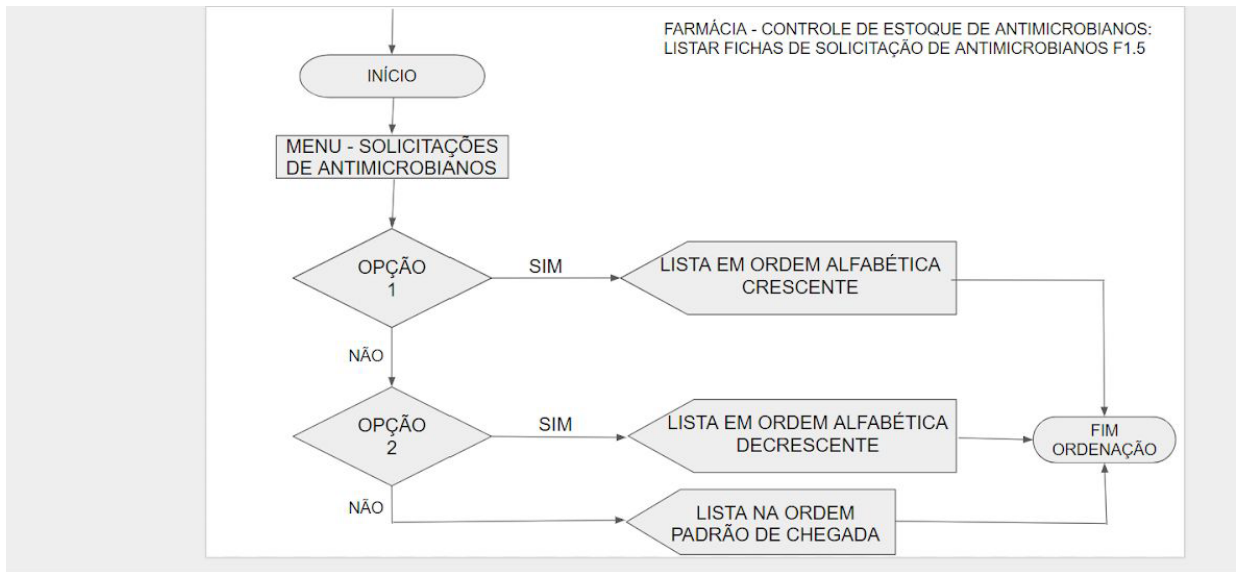 FARMÁCIA - CONTROLE DE ESTOQUE DE ANTIMICROBIANOS:
LISTAR FICHAS DE SOLICITAÇÃO DE ANTIMICROBIANOS F1.5
INÍCIO
MENU - SOLICITAÇÕES
DE ANTIMICROBIANOS
OPÇÃO
1
SIM
LISTA EM ORDEM ALFABÉTICA
CRESCENTE
NÃO
OPÇÃO
2
SIM
LISTA EM ORDEM ALFABÉTICA
DECRESCENTE
FIM
ORDENAÇÃO
NÃO
LISTA NA ORDEM
PADRÃO DE CHEGADA